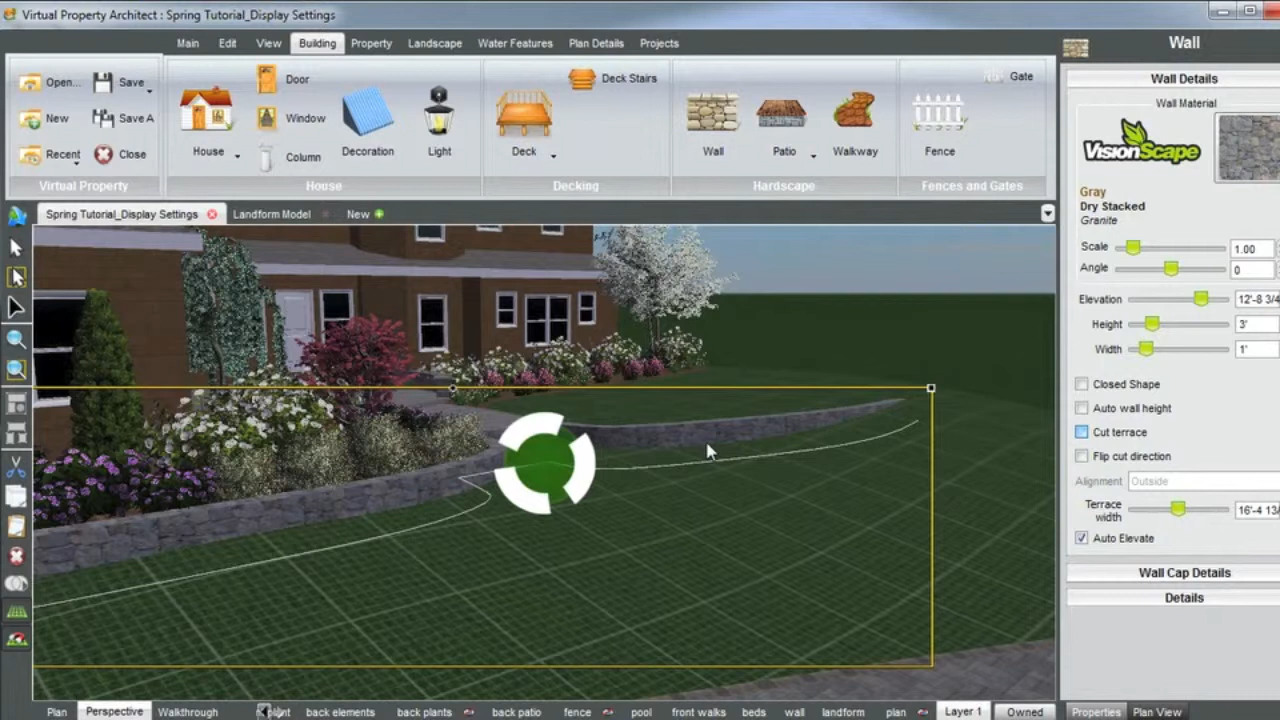 Virtual Property Architect : Spring Tutorial_Display Settings
Main Edit View Building Property Landscape Water Features Plan Details Projects
Open... Save
New Save A
Recent Close
Virtual Property
House
Door
Window
Column
Decoration
Light
House
Deck
Deck Stairs
Decking
Wall
Patio
Walkway
Hardscape
Fence
Gate
Fences and Gates
Spring Tutorial_Display Settings Landform Model New
Wall
Wall Details
Wall Material
VisionScape
Gray
Dry Stacked
Granite
Scale 1.00
Angle 0
Elevation 12'-8 3/4
Height 3'
Width 1'
Closed Shape
Auto wall height
Cut terrace
Flip cut direction
Alignment Outside
Terrace width 16'-4 13/
Auto Elevate
Wall Cap Details
Details
Plan Perspective Walkthrough back elements back plants back patio fence pool front walks beds wall landform plan Layer 1 Owned Properties Plan View